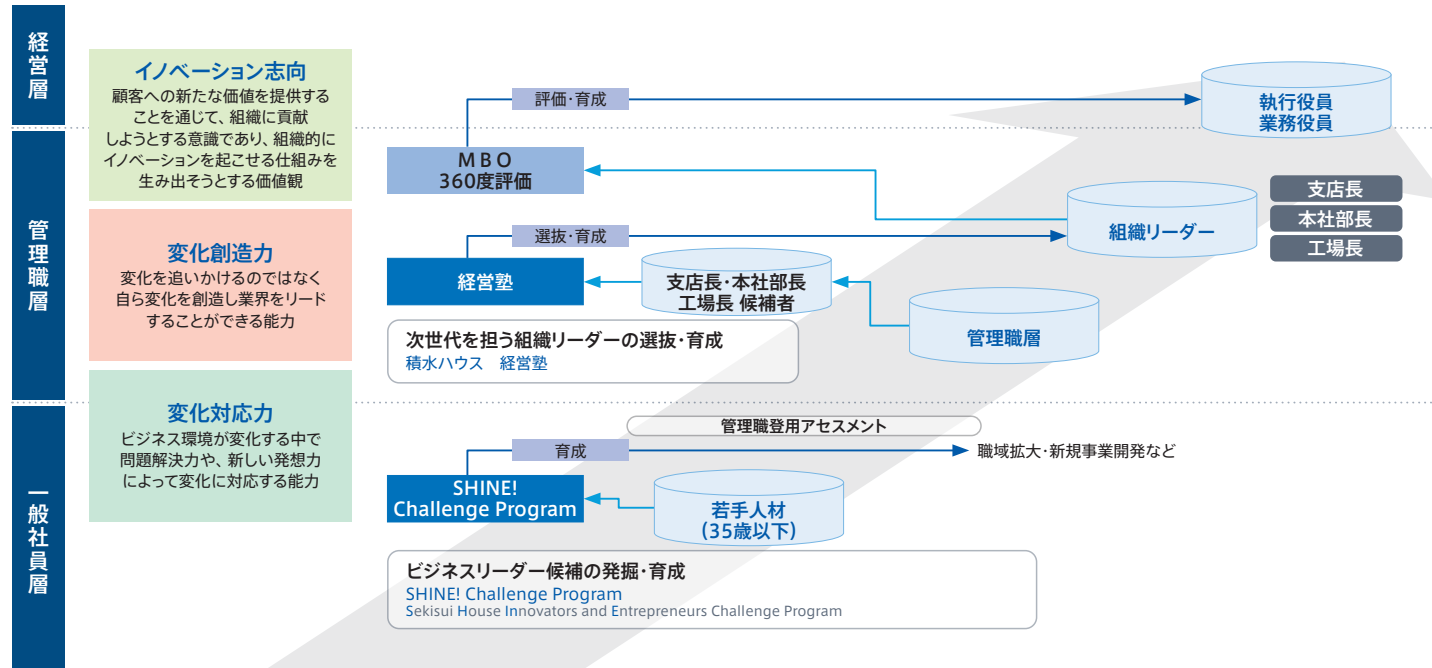 経営層
イノベーション志向
顧客への新たな価値を提供する
ことを通じて、組織に貢献
しようとする意識であり、組織的に
イノベーションを起こせる仕組みを
生み出そうとする価値観
評価・育成
執行役員
業務役員
管理職層
MBO
360度評価
支店長
本社部長
工場長
組織リーダー
変化創造力
変化を追いかけるのではなく
自ら変化を創造し業界をリード
することができる能力
選抜・育成
経営塾
支店長・本社部長
工場長 候補者
管理職層
次世代を担う組織リーダーの選抜・育成
積水ハウス　経営塾
一般社員層
変化対応力
ビジネス環境が変化する中で
問題解決力や、新しい発想力
によって変化に対応する能力
管理職登用アセスメント
育成
職域拡大・新規事業開発など
SHINE!
Challenge Program
若手人材
(35歳以下)
ビジネスリーダー候補の発掘・育成
SHINE! Challenge Program
Sekisui House Innovators and Entrepreneurs Challenge Program